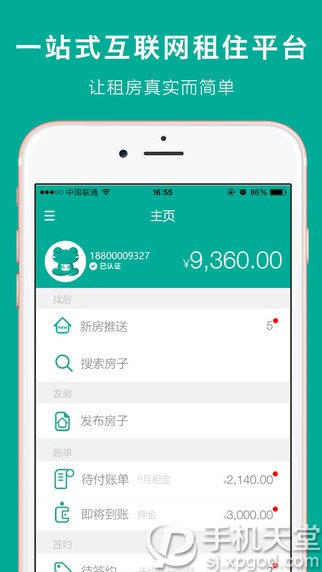 一站式互联网租住平台
让租房真实而简单
中国联通 16:55 86%
主页
18800009327
已认证
¥9,360.00
找房
new 新房推送 5
搜索房子
发房
发布房子
账单
待付账单 9月租金 ¥2,140.00
即将到账 押金 ¥3,000.00
签约
待签约
手机天堂
sj.xpgod.com